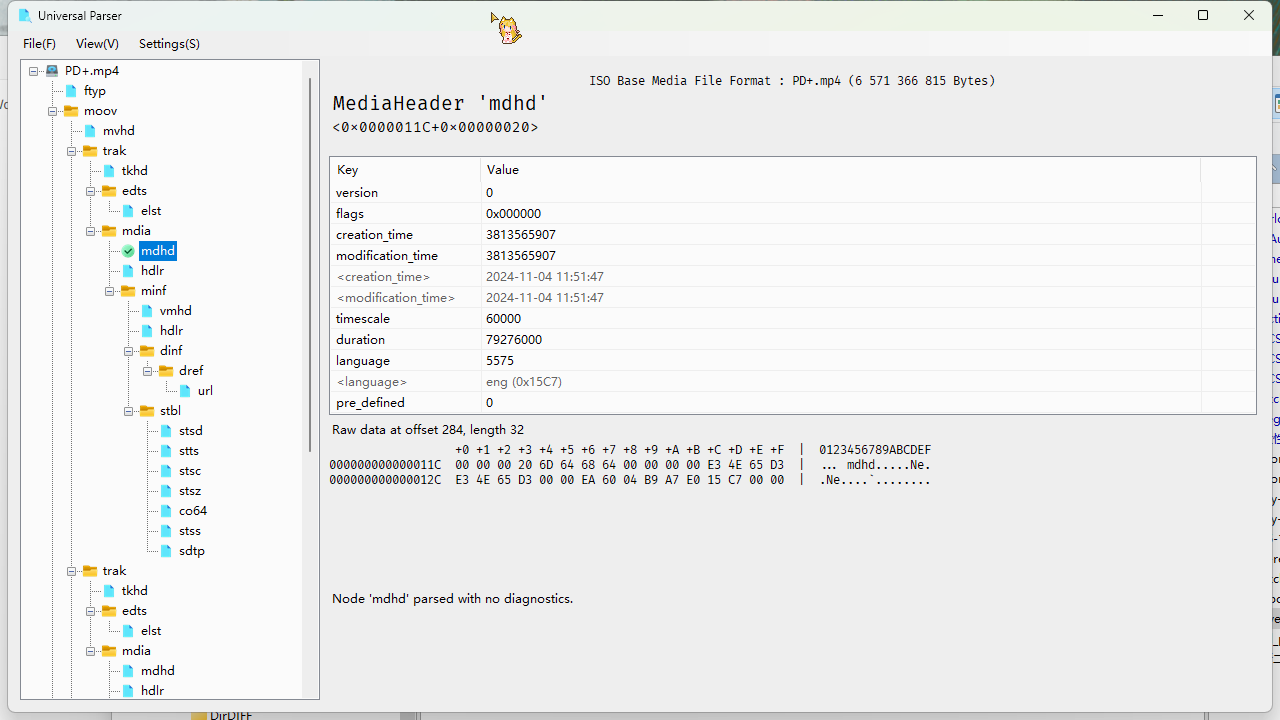 Universal Parser
File(F) View(V) Settings(S)
PD+.mp4
ftyp
moov
mvhd
trak
tkhd
edts
elst
mdia
mdhd
hdlr
minf
vmhd
hdlr
dinf
dref
url
stbl
stsd
stts
stsc
stsz
co64
stss
sdtp
trak
tkhd
edts
elst
mdia
mdhd
hdlr
ISO Base Media File Format : PD+.mp4 (6 571 366 815 Bytes)
MediaHeader 'mdhd'
<0×0000011C+0×00000020>
Key Value
version 0
flags 0x000000
creation_time 3813565907
modification_time 3813565907
<creation_time> 2024-11-04 11:51:47
<modification_time> 2024-11-04 11:51:47
timescale 60000
duration 79276000
language 5575
<language> eng (0x15C7)
pre_defined 0
Raw data at offset 284, length 32
+0 +1 +2 +3 +4 +5 +6 +7 +8 +9 +A +B +C +D +E +F | 0123456789ABCDEF
000000000000011C 00 00 00 20 6D 64 68 64 00 00 00 00 E3 4E 65 D3 | ... mdhd.....Ne.
000000000000012C E3 4E 65 D3 00 00 EA 60 04 B9 A7 E0 15 C7 00 00 | .Ne....`........
Node 'mdhd' parsed with no diagnostics.
DirDIFF